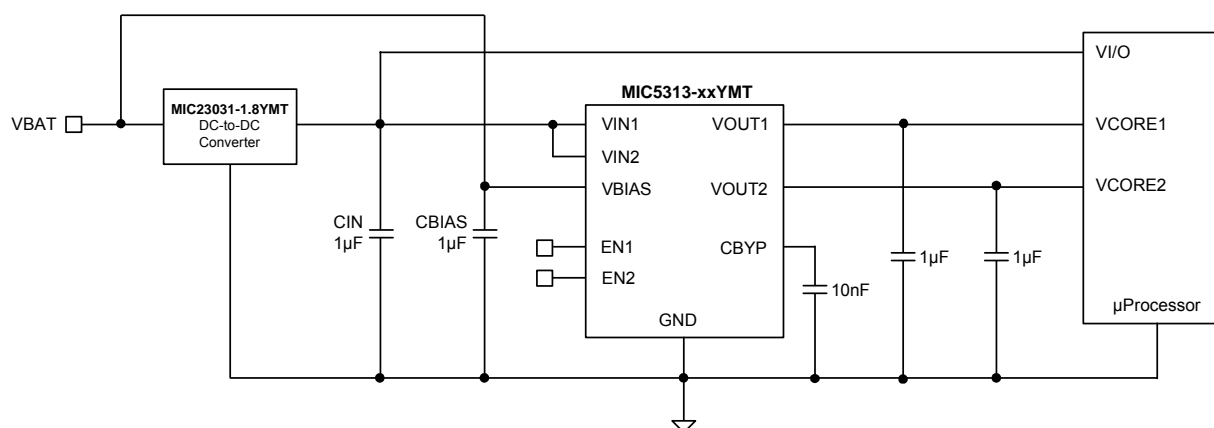 VBAT
MIC23031-1.8YMT
DC-to-DC
Converter
CIN
1µF
CBIAS
1µF
MIC5313-xxYMT
VIN1
VIN2
VBIAS
EN1
EN2
VOUT1
VOUT2
CBYP
GND
10nF
1µF
1µF
VI/O
VCORE1
VCORE2
µProcessor